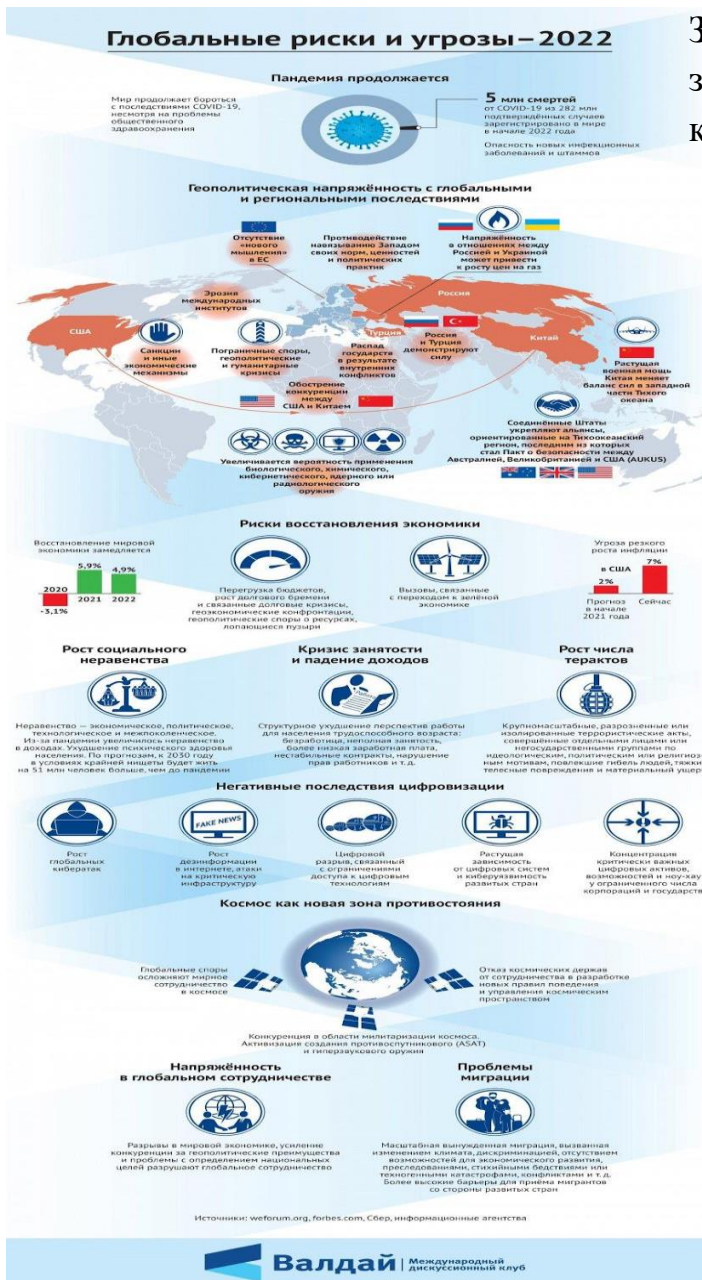 Глобальные риски и угрозы–2022
З
з
к
Пандемия продолжается
Мир продолжает бороться
с последствиями COVID-19,
несмотря на проблемы
общественного
здравоохранения
5 млн смертей
от COVID-19 из 282 млн
подтверждённых случаев
зарегистрировано в мире
в начале 2022 года
Опасность новых инфекционных
заболеваний и штаммов
Геополитическая напряжённость с глобальными
и региональными последствиями
Отсутствие
«нового
мышления»
в ЕС
Противодействие
навязыванию Западом
своих норм, ценностей
и политических
практик
Напряжённость
в отношениях между
Россией и Украиной
может привести
к росту цен на газ
Эрозия
международных
институтов
Россия
США
Турция
Китай
Санкции
и иные
экономические
механизмы
Пограничные споры,
геополитические
и гуманитарные
кризисы
Распад
государств
в результате
внутренних
конфликтов
Россия
и Турция
демонстрируют
силу
Растущая
военная мощь
Китая меняет
баланс сил в западной
части Тихого
океана
Обострение
конкуренции
между
США и Китаем
Соединённые Штаты
укрепляют альянсы,
ориентированные на Тихоокеанский
регион, последним из которых
стал Пакт о безопасности между
Австралией, Великобританией и США (AUKUS)
Увеличивается вероятность применения
биологического, химического,
кибернетического, ядерного или
радиологического
оружия
Риски восстановления экономики
Восстановление мировой
экономики замедляется
2020
-3,1%
5,9%
2021
4,9%
2022
Перегрузка бюджетов,
рост долгового бремени
и связанные долговые кризисы,
геоэкономические конфронтации,
геополитические споры о ресурсах,
лопающиеся пузыри
Вызовы, связанные
с переходом к зелёной
экономике
Угроза резкого
роста инфляции
в США
2%
7%
Прогноз
в начале
2021 года
Сейчас
Рост социального
неравенства
Неравенство — экономическое, политическое,
технологическое и межпоколенческое.
Из-за пандемии увеличилось неравенство
в доходах. Ухудшение психического здоровья
населения. По прогнозам, к 2030 году
в условиях крайней нищеты будет жить
на 51 млн человек больше, чем до пандемии
Кризис занятости
и падение доходов
Структурное ухудшение перспектив работы
для населения трудоспособного возраста:
безработица, неполная занятость,
более низкая заработная плата,
нестабильные контракты, нарушение
прав работников и т. д.
Рост числа
терактов
Крупномасштабные, разрозненные или
изолированные террористические акты,
совершённые отдельными лицами или
негосударственными группами по
идеологическим, политическим или религиоз-
ным мотивам, повлекшие гибель людей, тяжки
телесные повреждения и материальный ущерб
Негативные последствия цифровизации
FAKE NEWS
Рост
глобальных
кибератак
Рост
дезинформации
в интернете, атаки
на критическую
инфраструктуру
Цифровой
разрыв, связанный
с ограничениями
доступа к цифровым
технологиям
Растущая
зависимость
от цифровых систем
и киберуязвимость
развитых стран
Концентрация
критически важных
цифровых активов,
возможностей и ноу-хау
у ограниченного числа
корпораций и государств
Космос как новая зона противостояния
Глобальные споры
осложняют мирное
сотрудничество
в космосе
Отказ космических держав
от сотрудничества в разработке
новых правил поведения
и управления космическим
пространством
Конкуренция в области милитаризации космоса.
Активизация создания противоспутникового (ASAT)
и гиперзвукового оружия
Напряжённость
в глобальном сотрудничестве
Разрывы в мировой экономике, усиление
конкуренции за геополитические преимущества
и проблемы с определением национальных
целей разрушают глобальное сотрудничество
Проблемы
миграции
Масштабная вынужденная миграция, вызванная
изменением климата, дискриминацией, отсутствием
возможностей для экономического развития,
преследованиями, стихийными бедствиями или
техногенными катастрофами, конфликтами и т. д.
Более высокие барьеры для приёма мигрантов
со стороны развитых стран
Источники: weforum.org, forbes.com, Сбер, информационные агентства
Валдай
Международный
дискуссионный клуб